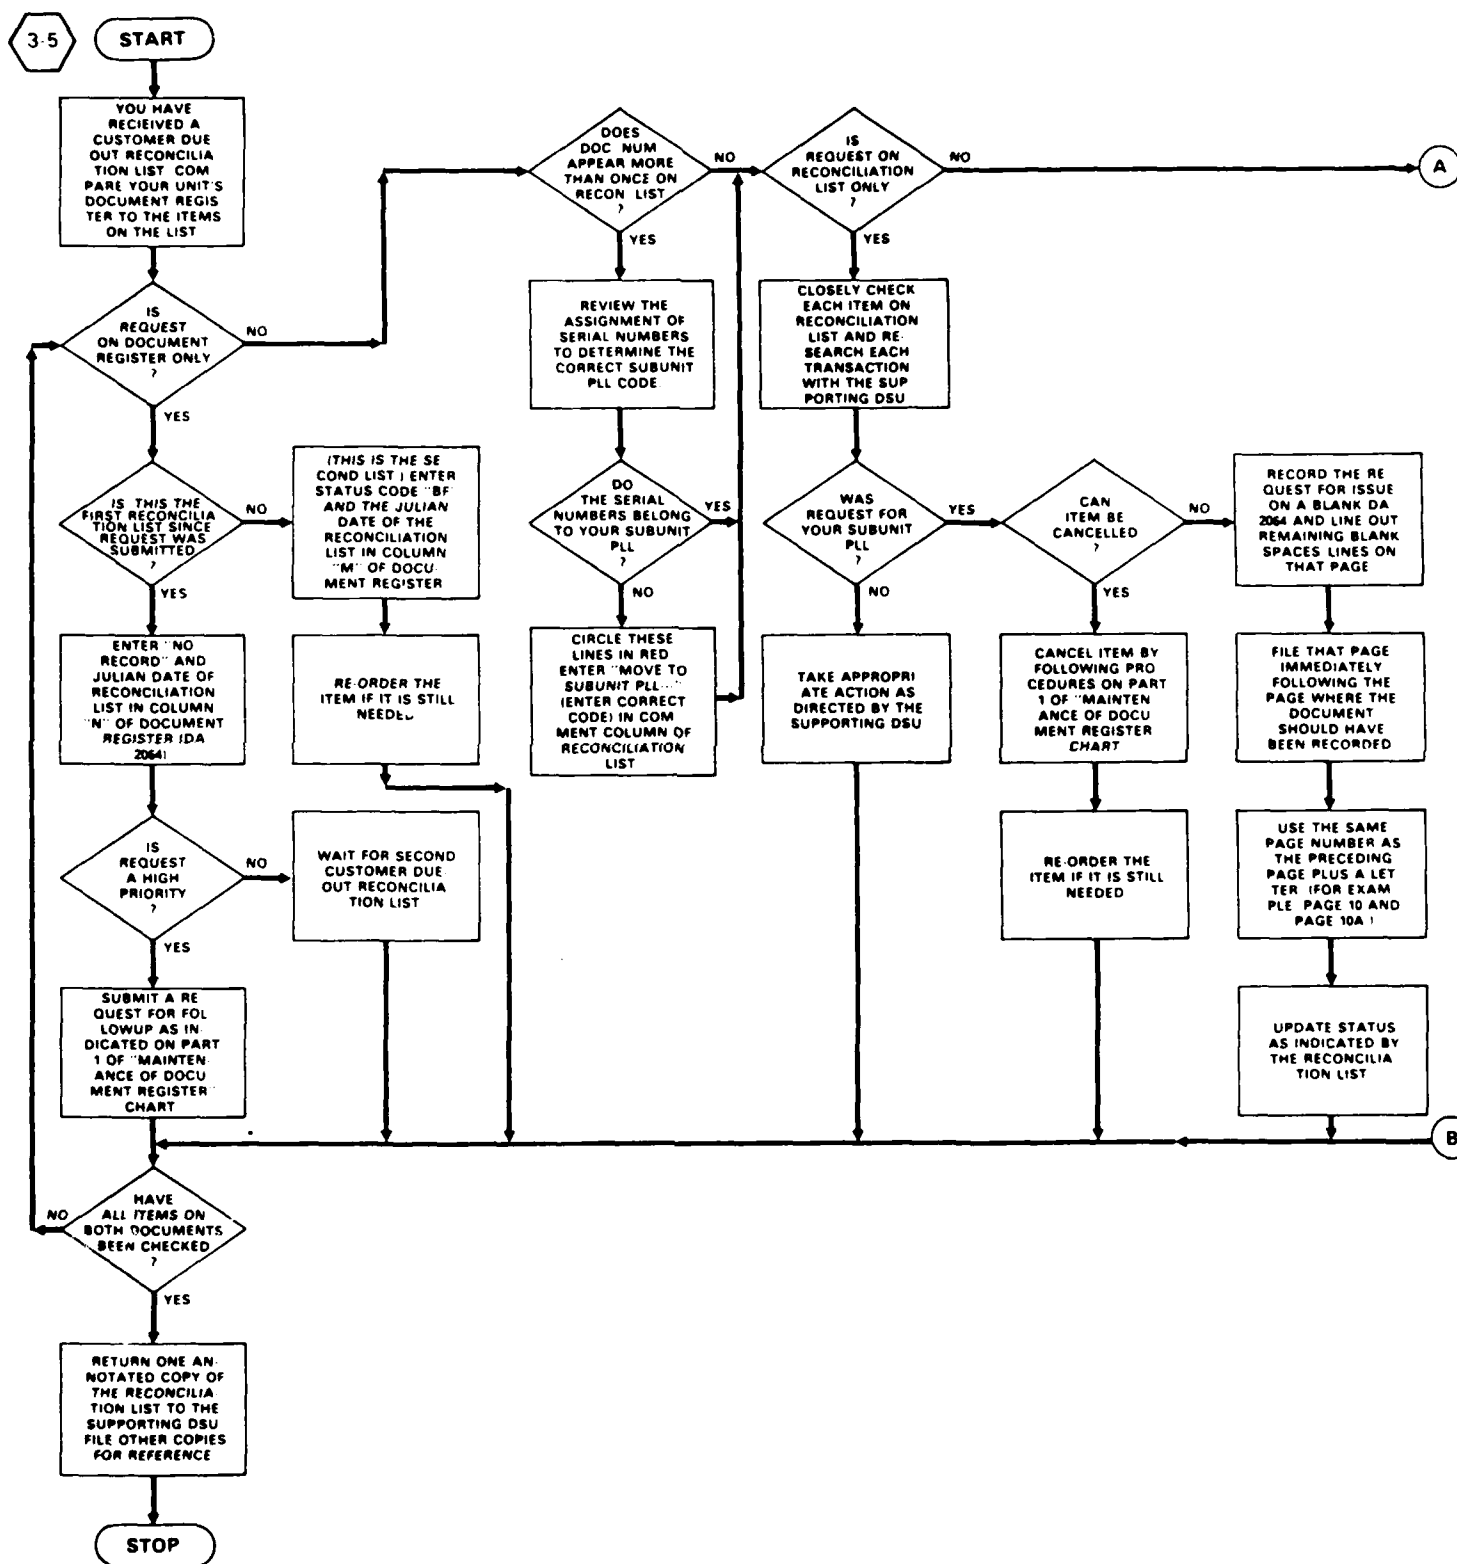 3-5
START
YOU HAVE
RECIEIVED A
CUSTOMER DUE
OUT RECONCILIA
TION LIST COM
PARE YOUR UNIT'S
DOCUMENT REGIS
TER TO THE ITEMS
ON THE LIST
IS
REQUEST
ON DOCUMENT
REGISTER ONLY
?
NO
YES
IS THIS THE
FIRST RECONCILIA
TION LIST SINCE
REQUEST WAS
SUBMITTED
?
NO
YES
(THIS IS THE SE
COND LIST) ENTER
STATUS CODE "BF"
AND THE JULIAN
DATE OF THE
RECONCILIATION
LIST IN COLUMN
"M" OF DOCU-
MENT REGISTER
ENTER "NO
RECORD" AND
JULIAN DATE OF
RECONCILIATION
LIST IN COLUMN
"N" OF DOCUMENT
REGISTER (DA
2064)
RE-ORDER THE
ITEM IF IT IS STILL
NEEDED
IS
REQUEST
A HIGH
PRIORITY
?
NO
YES
WAIT FOR SECOND
CUSTOMER DUE-
OUT RECONCILIA
TION LIST
SUBMIT A RE
QUEST FOR FOL
LOWUP AS IN-
DICATED ON PART
1 OF "MAINTEN-
ANCE OF DOCU
MENT REGISTER"
CHART
HAVE
ALL ITEMS ON
BOTH DOCUMENTS
BEEN CHECKED
?
NO
YES
RETURN ONE AN-
NOTATED COPY OF
THE RECONCILIA-
TION LIST TO THE
SUPPORTING DSU
FILE OTHER COPIES
FOR REFERENCE
STOP
DOES
DOC NUM
APPEAR MORE
THAN ONCE ON
RECON LIST
?
NO
YES
REVIEW THE
ASSIGNMENT OF
SERIAL NUMBERS
TO DETERMINE THE
CORRECT SUBUNIT
PLL CODE
DO
THE SERIAL
NUMBERS BELONG
TO YOUR SUBUNIT
PLL
?
YES
NO
CIRCLE THESE
LINES IN RED
ENTER "MOVE TO
SUBUNIT PLL---"
(ENTER CORRECT
CODE) IN COM
MENT COLUMN OF
RECONCILIATION
LIST
IS
REQUEST ON
RECONCILIATION
LIST ONLY
?
NO
YES
A
CLOSELY CHECK
EACH ITEM ON
RECONCILIATION
LIST AND RE-
SEARCH EACH
TRANSACTION
WITH THE SUP
PORTING DSU
WAS
REQUEST FOR
YOUR SUBUNIT
PLL
?
YES
NO
TAKE APPROPRI
ATE ACTION AS
DIRECTED BY THE
SUPPORTING DSU
CAN
ITEM BE
CANCELLED
?
NO
YES
CANCEL ITEM BY
FOLLOWING PRO
CEDURES ON PART
1 OF "MAINTEN
ANCE OF DOCU
MENT REGISTER
CHART
RE-ORDER THE
ITEM IF IT IS STILL
NEEDED
RECORD THE RE
QUEST FOR ISSUE
ON A BLANK DA
2064 AND LINE OUT
REMAINING BLANK
SPACES LINES ON
THAT PAGE
FILE THAT PAGE
IMMEDIATELY
FOLLOWING THE
PAGE WHERE THE
DOCUMENT
SHOULD HAVE
BEEN RECORDED
USE THE SAME
PAGE NUMBER AS
THE PRECEDING
PAGE PLUS A LET
TER (FOR EXAM
PLE PAGE 10 AND
PAGE 10A )
UPDATE STATUS
AS INDICATED BY
THE RECONCILIA
TION LIST
B